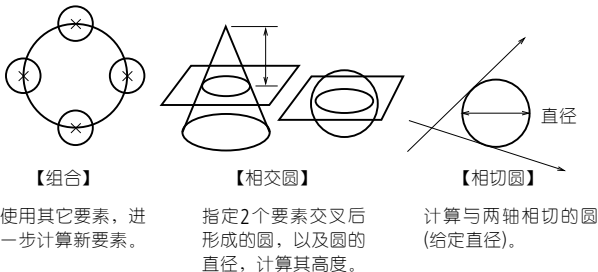 直径
【组合】
【相交圆】
【相切圆】
使用其它要素，进
一步计算新要素。
指定2个要素交叉后
形成的圆，以及圆的
直径，计算其高度。
计算与两轴相切的圆
(给定直径)。